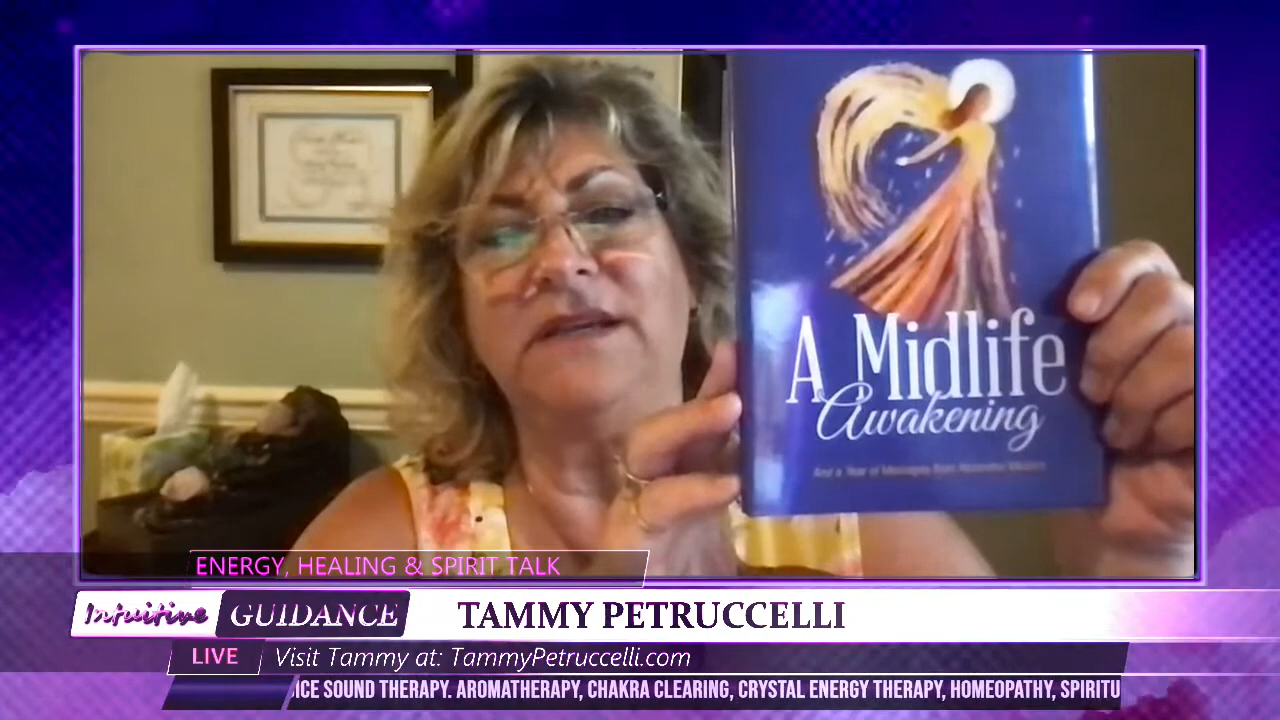 A Midlife
Awakening
ENERGY, HEALING & SPIRIT TALK
Intuitive GUIDANCE
TAMMY PETRUCCELLI
LIVE Visit Tammy at: TammyPetruccelli.com
ICE SOUND THERAPY. AROMATHERAPY, CHAKRA CLEARING, CRYSTAL ENERGY THERAPY, HOMEOPATHY, SPIRITU